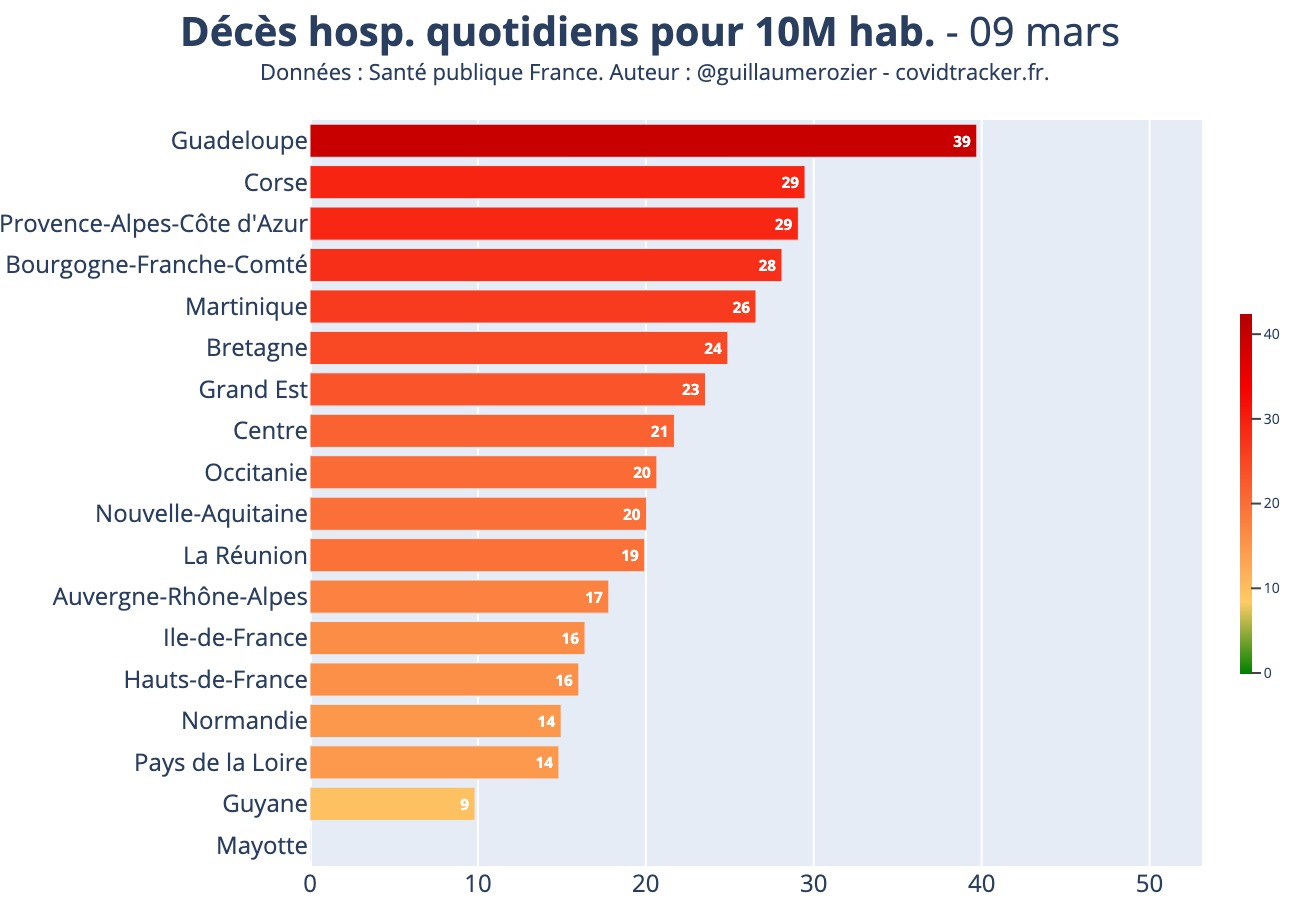 Décès hosp. quotidiens pour 10M hab. - 09 mars
Données : Santé publique France. Auteur : @guillaumerozier - covidtracker.fr.
Guadeloupe 39
Corse 29
Provence-Alpes-Côte d'Azur 29
Bourgogne-Franche-Comté 28
Martinique 26
Bretagne 24
Grand Est 23
Centre 21
Occitanie 20
Nouvelle-Aquitaine 20
La Réunion 19
Auvergne-Rhône-Alpes 17
Ile-de-France 16
Hauts-de-France 16
Normandie 14
Pays de la Loire 14
Guyane 9
Mayotte
0 10 20 30 40 50
40
30
20
10
0